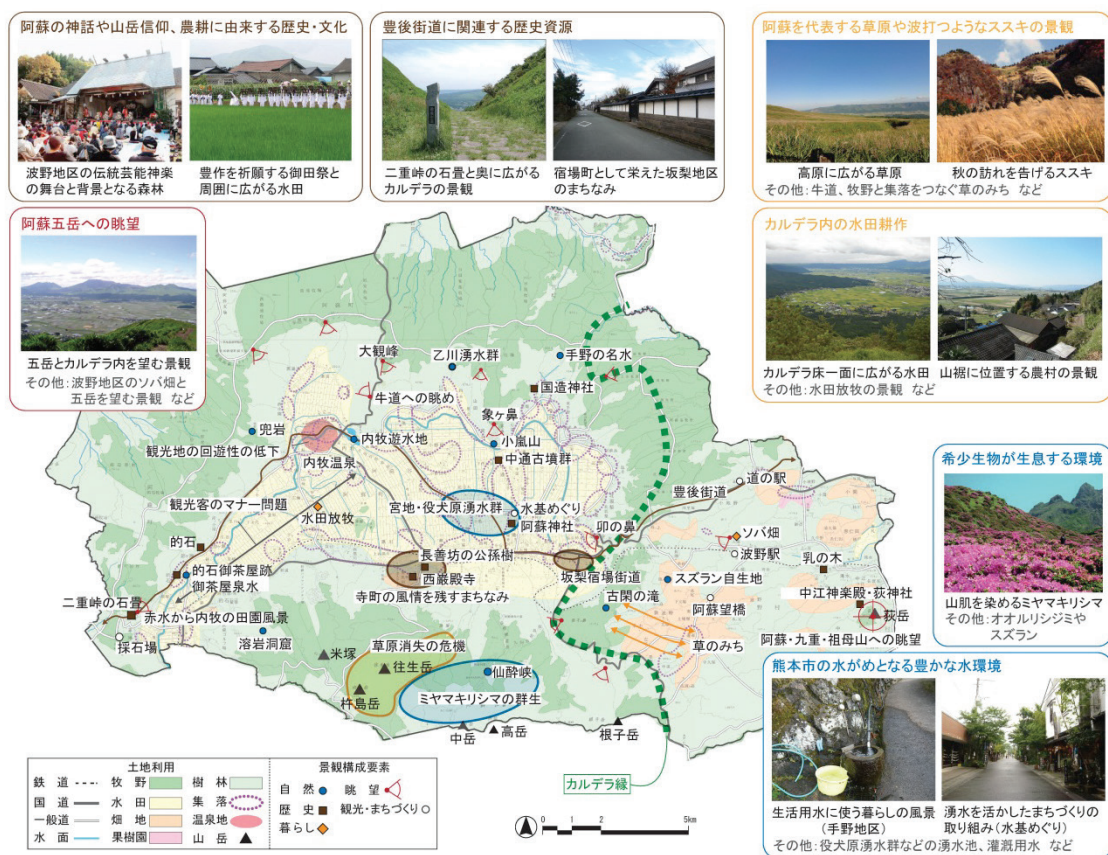 阿蘇の神話や山岳信仰、農耕に由来する歴史・文化
波野地区の伝統芸能神楽
の舞台と背景となる森林
豊作を祈願する御田祭と
周囲に広がる水田
豊後街道に関連する歴史資源
二重峠の石畳と奥に広がる
カルデラの景観
宿場町として栄えた坂梨地区
のまちなみ
阿蘇を代表する草原や波打つようなススキの景観
高原に広がる草原
秋の訪れを告げるススキ
その他:牛道、牧野と集落をつなぐ草のみち など
阿蘇五岳への眺望
五岳とカルデラ内を望む景観
その他:波野地区のソバ畑と
五岳を望む景観 など
カルデラ内の水田耕作
カルデラ床一面に広がる水田
山裾に位置する農村の景観
その他:水田放牧の景観 など
希少生物が生息する環境
山肌を染めるミヤマキリシマ
その他:オオルリシジミや
スズラン
熊本市の水がめとなる豊かな水環境
生活用水に使う暮らしの風景
(手野地区)
湧水を活かしたまちづくりの
取り組み(水基めぐり)
その他:役犬原湧水群などの湧水池、灌漑用水 など
大観峰
乙川湧水群
手野の名水
国造神社
牛道への眺め
象ヶ鼻
兜岩
内牧遊水地
小嵐山
観光地の回遊性の低下
内牧温泉
中通古墳群
豊後街道
道の駅
観光客のマナー問題
水田放牧
宮地・役犬原湧水群
水基めぐり
阿蘇神社
卯の鼻
ソバ畑
波野駅
乳の木
的石
長善坊の公孫樹
西巌殿寺
坂梨宿場街道
スズラン自生地
的石御茶屋跡
御茶屋泉水
寺町の風情を残すまちなみ
古閑の滝
阿蘇望橋
中江神楽殿・荻神社
荻岳
二重峠の石畳
赤水から内牧の田園風景
採石場
溶岩洞窟
米塚
草原消失の危機
往生岳
仙酔峡
草のみち
阿蘇・九重・祖母山への眺望
杵島岳
ミヤマキリシマの群生
中岳
高岳
根子岳
カルデラ縁
土地利用
鉄道
牧野
樹林
国道
水田
集落
一般道
畑地
温泉地
水面
果樹園
山岳
景観構成要素
自然
眺望
歴史
観光・まちづくり
暮らし
0 1 2 5km